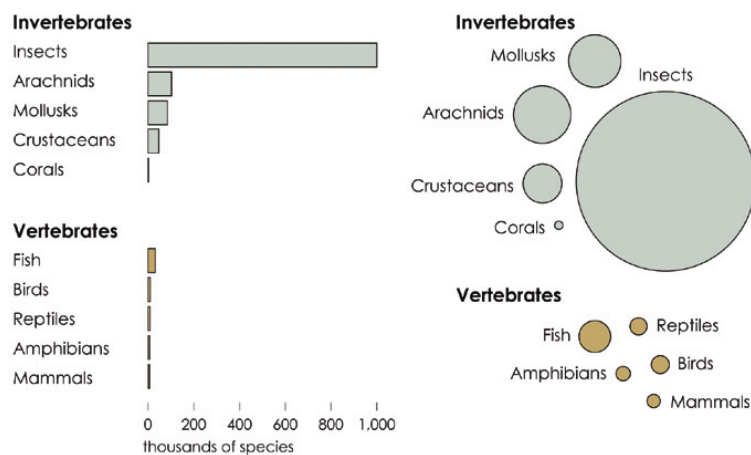 Invertebrates
Insects
Arachnids
Mollusks
Crustaceans
Corals
Vertebrates
Fish
Birds
Reptiles
Amphibians
Mammals
0 200 400 600 800 1,000
thousands of species
Invertebrates
Mollusks
Insects
Arachnids
Crustaceans
Corals
Vertebrates
Fish
Reptiles
Amphibians
Birds
Mammals